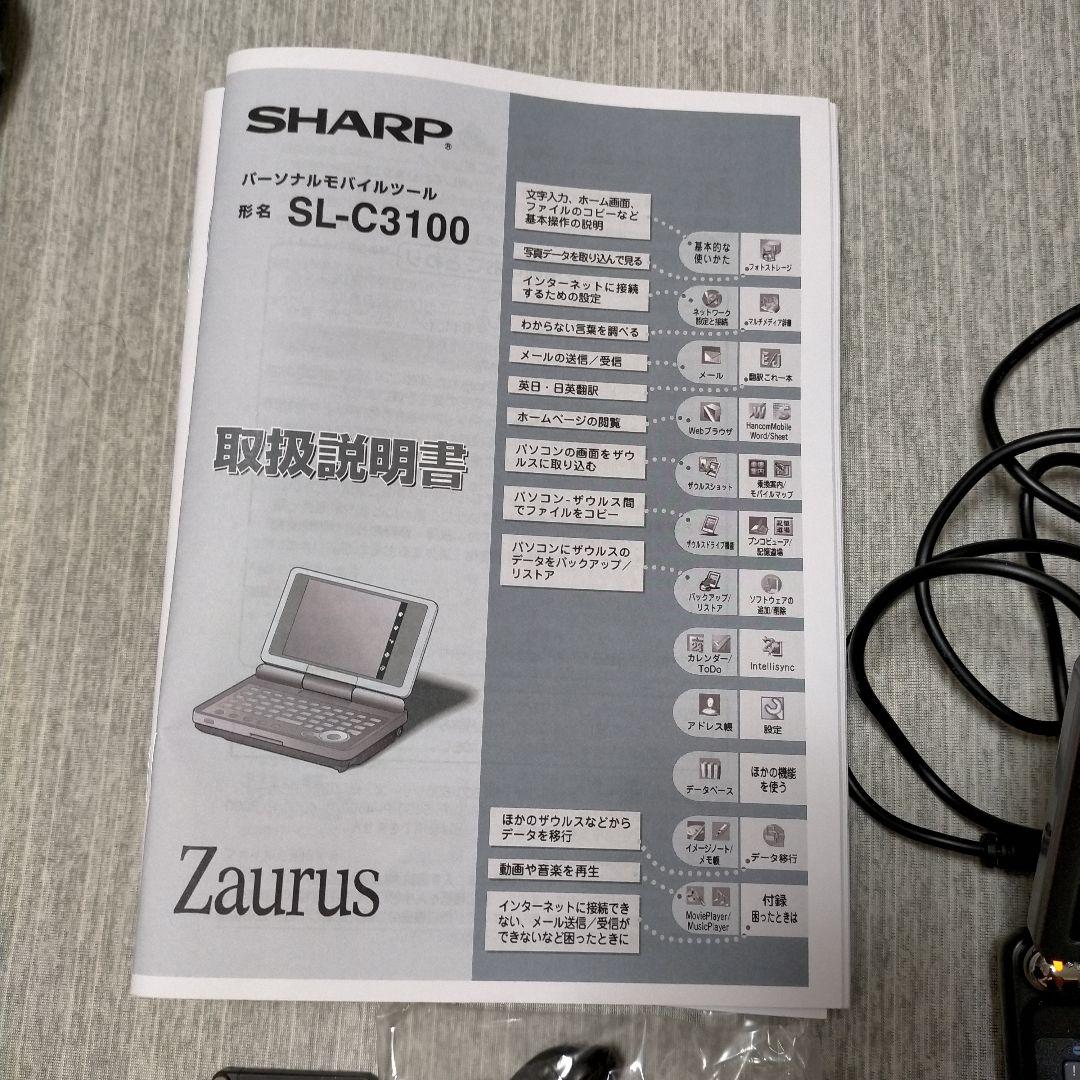 SHARP®
パーソナルモバイルツール
形名 SL-C3100
取扱説明書
Zaurus
文字入力、ホーム画面、
ファイルのコピーなど
基本操作の説明
写真データを取り込んで見る
インターネットに接続
するための設定
わからない言葉を調べる
メールの送信／受信
英日・日英翻訳
ホームページの閲覧
パソコンの画面をザウ
ルスに取り込む
パソコン-ザウルス間
でファイルをコピー
パソコンにザウルスの
データをバックアップ／
リストア
ほかのザウルスなどから
データを移行
動画や音楽を再生
インターネットに接続でき
ない、メール送信／受信が
できないなど困ったときに
基本的な
使いかた
フォトストレージ
ネットワーク
設定と接続
マルチメディア辞書
メール
翻訳これ一本
Webブラウザ
HancomMobile
Word/Sheet
ザウルスショット
乗換案内/
モバイルマップ
ザウルスドライブ機能
ブンコビューア/
記憶道場
バックアップ/
リストア
ソフトウェアの
追加/削除
カレンダー/
ToDo
Intellisync
アドレス帳
設定
データベース
ほかの機能
を使う
イメージノート/
メモ帳
データ移行
MoviePlayer/
MusicPlayer
付録
困ったときは